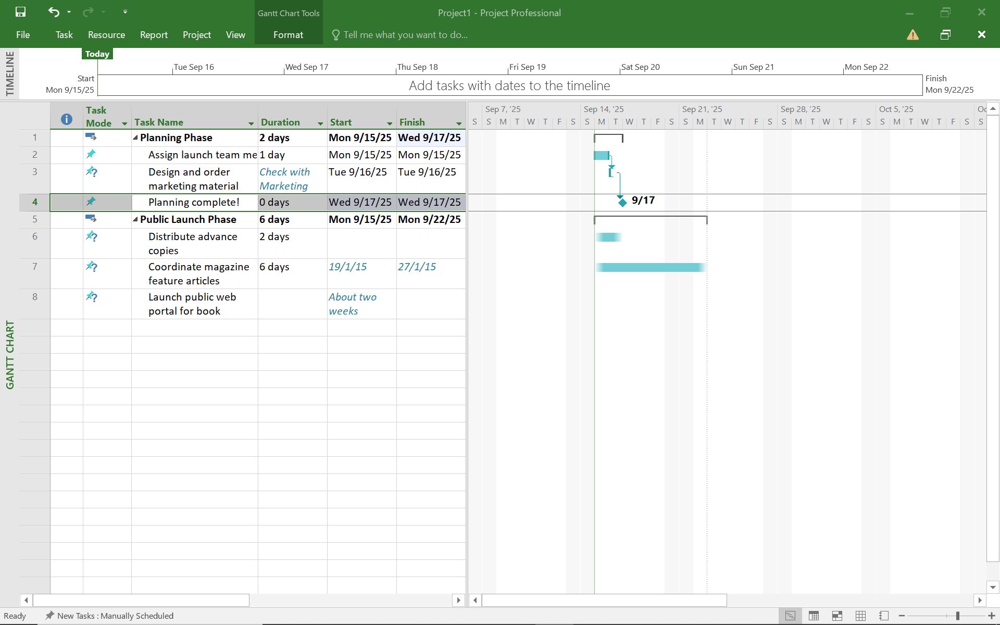 Gantt Chart Tools
Project1 - Project Professional
File Task Resource Report Project View Format Tell me what you want to do...
TIMELINE
Today
Tue Sep 16 Wed Sep 17 Thu Sep 18 Fri Sep 19 Sat Sep 20 Sun Sep 21 Mon Sep 22
Start
Mon 9/15/25
Add tasks with dates to the timeline
Finish
Mon 9/22/25
GANTT CHART
Task Mode Task Name Duration Start Finish
Sep 7, '25 Sep 14, '25 Sep 21, '25 Sep 28, '25 Oct 5, '25 Oc
S S M T W T F S S M T W T F S S M T W T F S S M T W T F S S M T W T F S S
1 Planning Phase 2 days Mon 9/15/25 Wed 9/17/25
2 Assign launch team me 1 day Mon 9/15/25 Mon 9/15/25
3 Design and order marketing material Check with Marketing Tue 9/16/25 Tue 9/16/25
4 Planning complete! 0 days Wed 9/17/25 Wed 9/17/25
9/17
5 Public Launch Phase 6 days Mon 9/15/25 Mon 9/22/25
6 Distribute advance copies 2 days
7 Coordinate magazine feature articles 6 days 19/1/15 27/1/15
8 Launch public web portal for book About two weeks
Ready New Tasks : Manually Scheduled